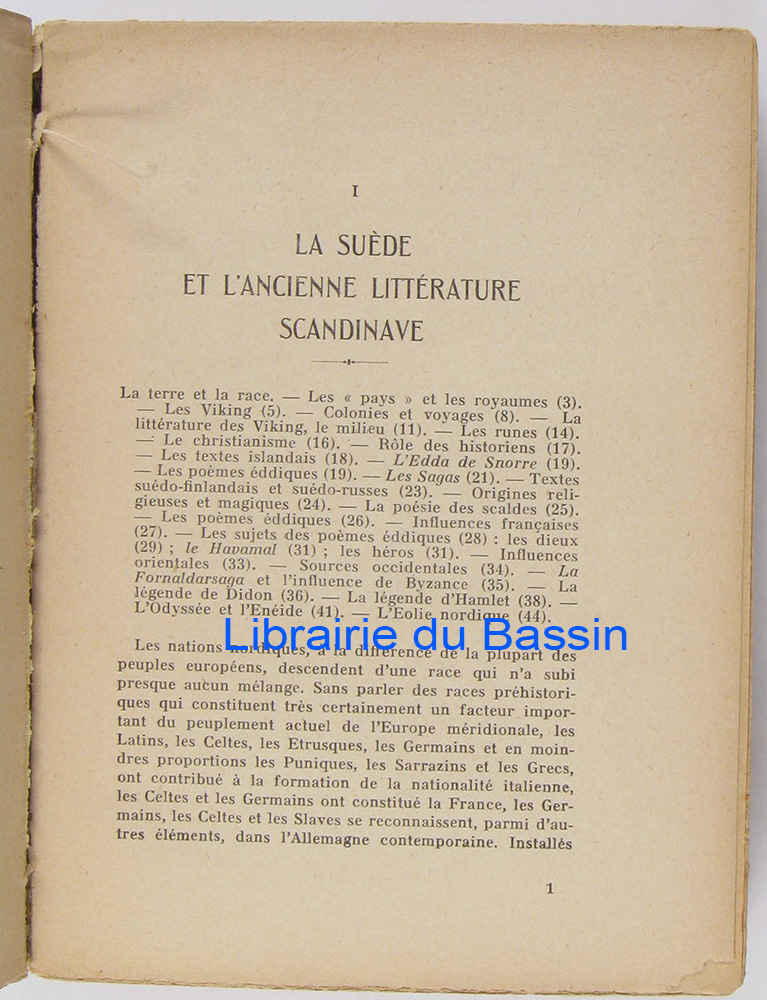 I
LA SUÈDE
ET L'ANCIENNE LITTÉRATURE
SCANDINAVE
La terre et la race. — Les « pays » et les royaumes (3).
— Les Viking (5). — Colonies et voyages (8). — La
littérature des Viking, le milieu (11). — Les runes (14).
— Le christianisme (16). — Rôle des historiens (17).
— Les textes islandais (18). — L'Edda de Snorre (19).
— Les poèmes éddiques (19). — Les Sagas (21). — Textes
suédo-finlandais et suédo-russes (23). — Origines reli-
gieuses et magiques (24). — La poésie des scaldes (25).
— Les poèmes éddiques (26). — Influences françaises
(27). — Les sujets des poèmes éddiques (28) : les dieux
(29) ; le Havamal (31) ; les héros (31). — Influences
orientales (33). — Sources occidentales (34). — La
Fornaldarsaga et l'influence de Byzance (35). — La
légende de Didon (36). — La légende d'Hamlet (38). —
L'Odyssée et l'Enéide (41). — L'Eolie nordique (44).
Librairie du Bassin
Les nations nordiques, à la différence de la plupart des
peuples européens, descendent d'une race qui n'a subi
presque aucun mélange. Sans parler des races préhistori-
ques qui constituent très certainement un facteur impor-
tant du peuplement actuel de l'Europe méridionale, les
Latins, les Celtes, les Etrusques, les Germains et en moin-
dres proportions les Puniques, les Sarrazins et les Grecs,
ont contribué à la formation de la nationalité italienne,
les Celtes et les Germains ont constitué la France, les Ger-
mains, les Celtes et les Slaves se reconnaissent, parmi d'au-
tres éléments, dans l'Allemagne contemporaine. Installés
1